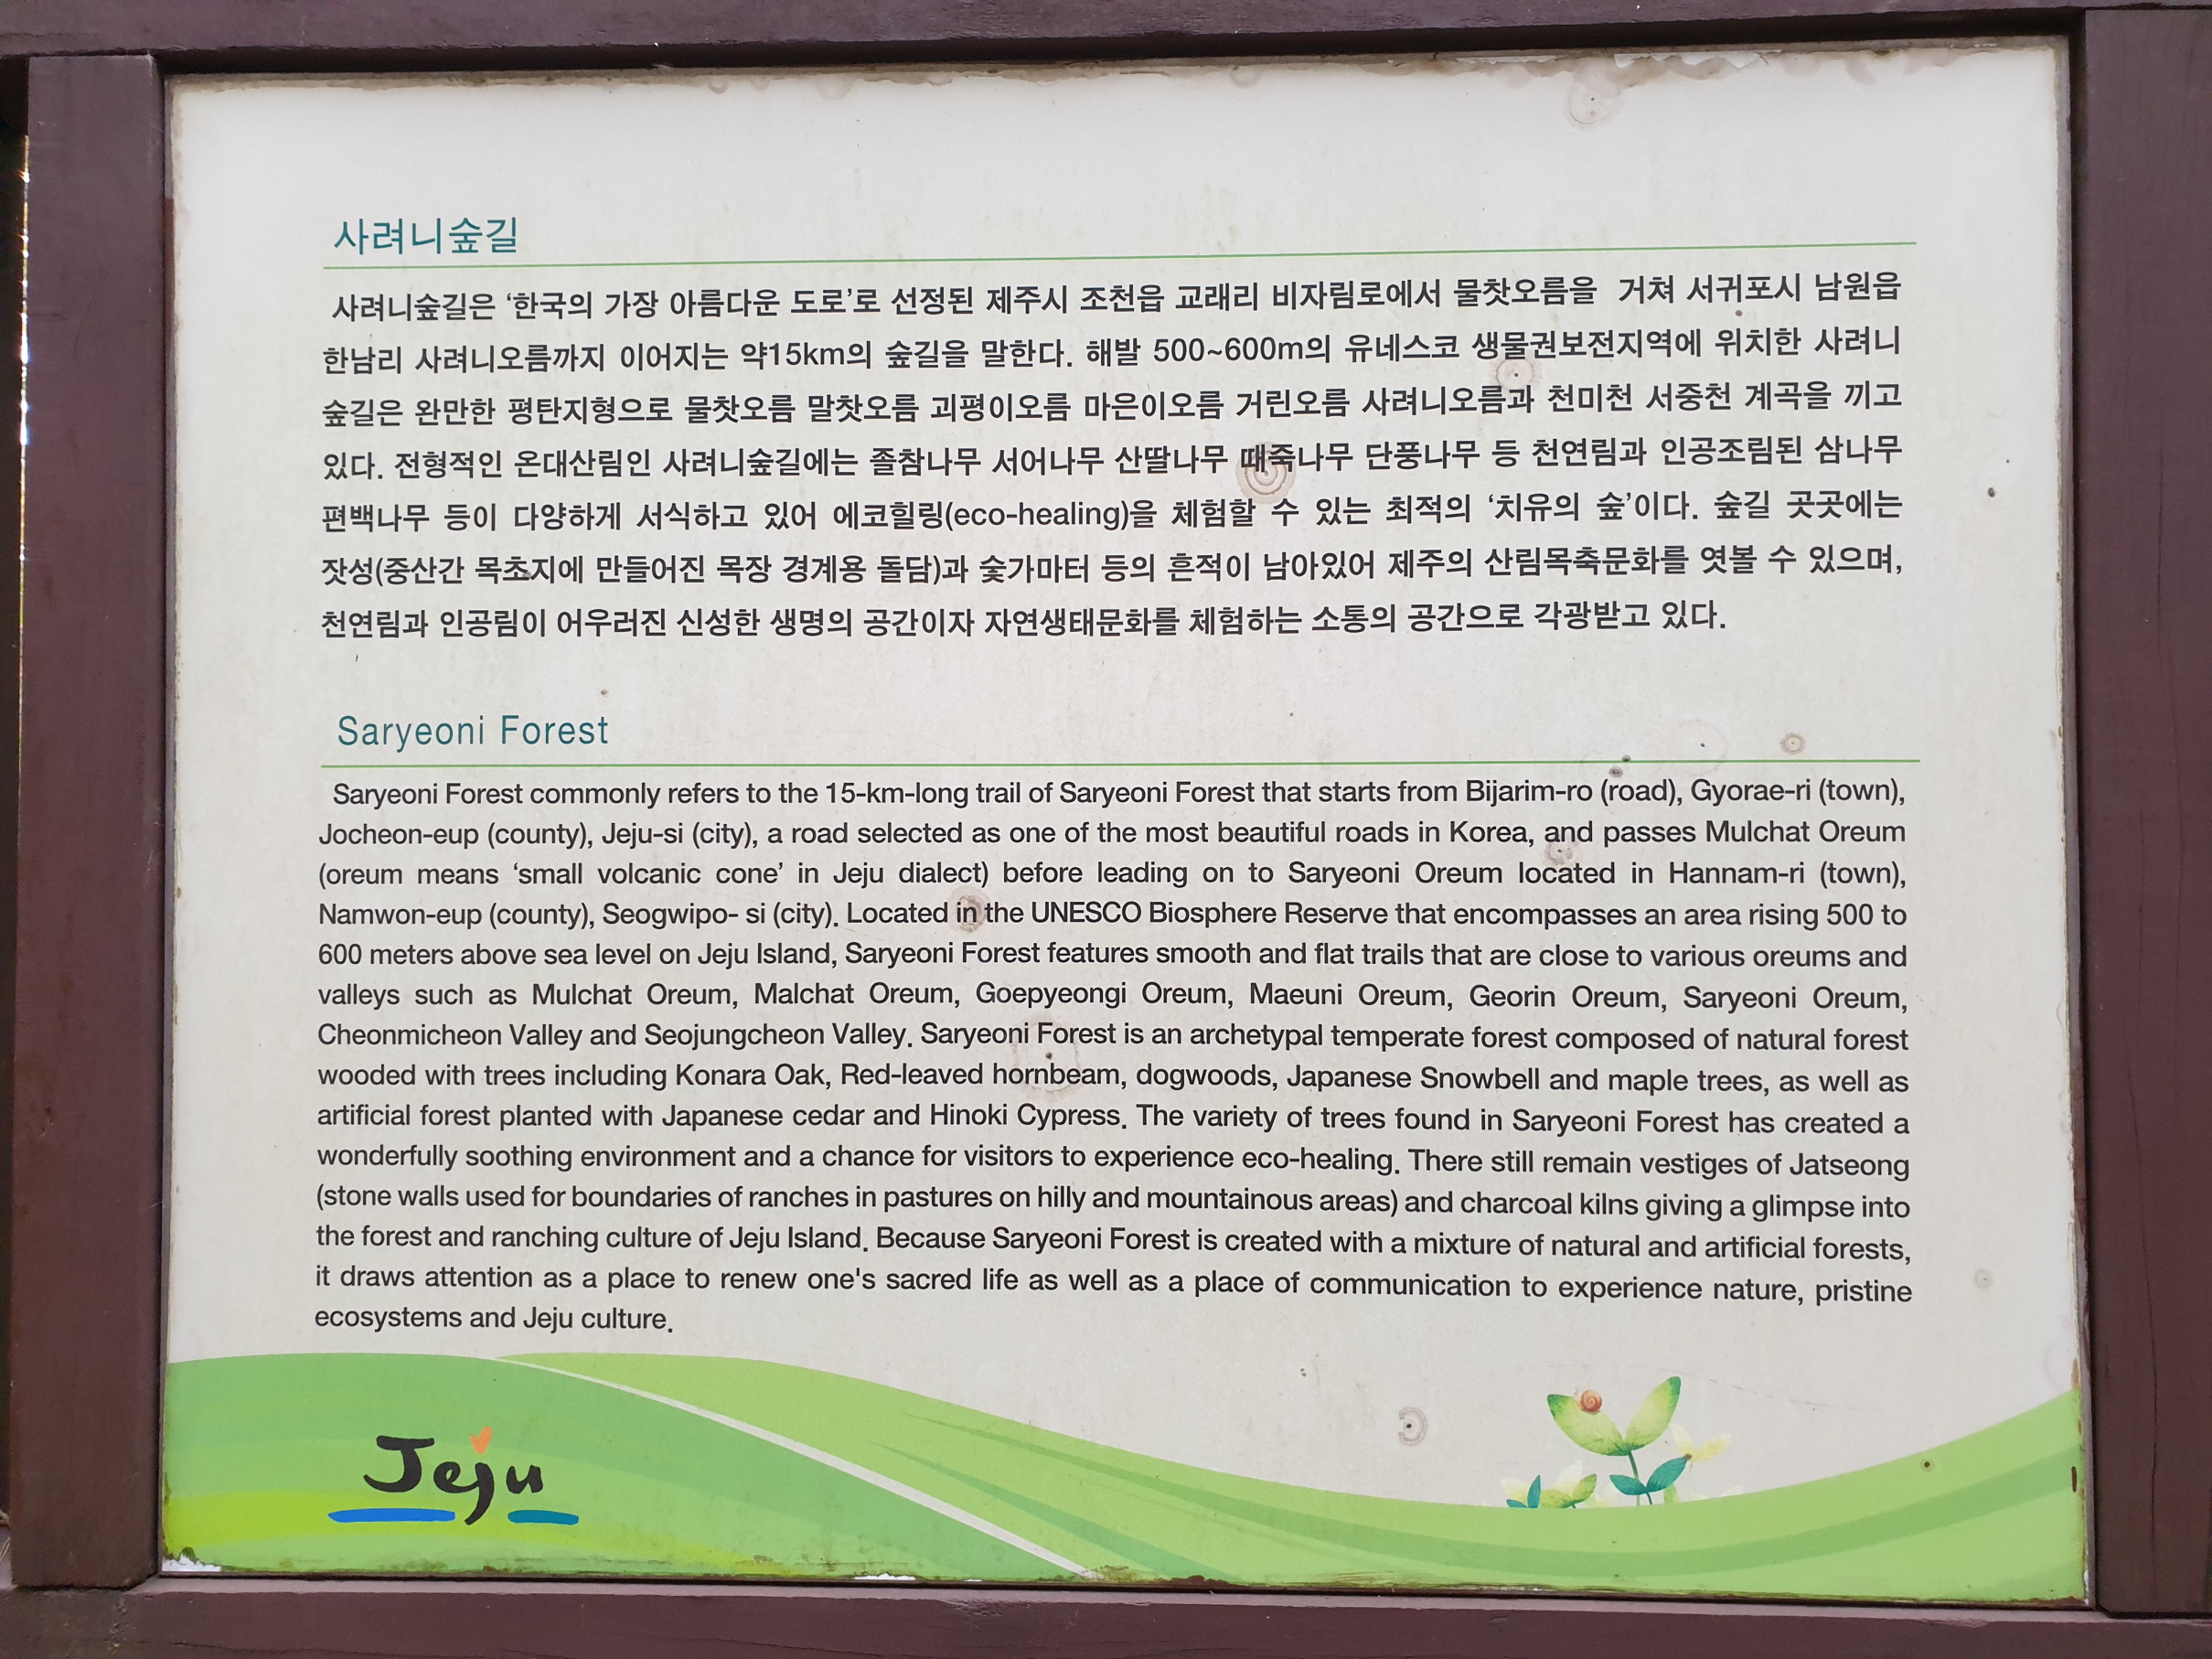 사려니숲길
사려니숲길은 ‘한국의 가장 아름다운 도로’로 선정된 제주시 조천읍 교래리 비자림로에서 물찻오름을 거쳐 서귀포시 남원읍
한남리 사려니오름까지 이어지는 약15km의 숲길을 말한다. 해발 500~600m의 유네스코 생물권보전지역에 위치한 사려니
숲길은 완만한 평탄지형으로 물찻오름 말찻오름 괴평이오름 마은이오름 거린오름 사려니오름과 천미천 서중천 계곡을 끼고
있다. 전형적인 온대산림인 사려니숲길에는 졸참나무 서어나무 산딸나무 때죽나무 단풍나무 등 천연림과 인공조림된 삼나무
편백나무 등이 다양하게 서식하고 있어 에코힐링(eco-healing)을 체험할 수 있는 최적의 ‘치유의 숲’이다. 숲길 곳곳에는
잣성(중산간 목초지에 만들어진 목장 경계용 돌담)과 숯가마터 등의 흔적이 남아있어 제주의 산림목축문화를 엿볼 수 있으며,
천연림과 인공림이 어우러진 신성한 생명의 공간이자 자연생태문화를 체험하는 소통의 공간으로 각광받고 있다.
Saryeoni Forest
Saryeoni Forest commonly refers to the 15-km-long trail of Saryeoni Forest that starts from Bijarim-ro (road), Gyorae-ri (town),
Jocheon-eup (county), Jeju-si (city), a road selected as one of the most beautiful roads in Korea, and passes Mulchat Oreum
(oreum means ‘small volcanic cone’ in Jeju dialect) before leading on to Saryeoni Oreum located in Hannam-ri (town),
Namwon-eup (county), Seogwipo- si (city). Located in the UNESCO Biosphere Reserve that encompasses an area rising 500 to
600 meters above sea level on Jeju Island, Saryeoni Forest features smooth and flat trails that are close to various oreums and
valleys such as Mulchat Oreum, Malchat Oreum, Goepyeongi Oreum, Maeuni Oreum, Georin Oreum, Saryeoni Oreum,
Cheonmicheon Valley and Seojungcheon Valley. Saryeoni Forest is an archetypal temperate forest composed of natural forest
wooded with trees including Konara Oak, Red-leaved hornbeam, dogwoods, Japanese Snowbell and maple trees, as well as
artificial forest planted with Japanese cedar and Hinoki Cypress. The variety of trees found in Saryeoni Forest has created a
wonderfully soothing environment and a chance for visitors to experience eco-healing. There still remain vestiges of Jatseong
(stone walls used for boundaries of ranches in pastures on hilly and mountainous areas) and charcoal kilns giving a glimpse into
the forest and ranching culture of Jeju Island. Because Saryeoni Forest is created with a mixture of natural and artificial forests,
it draws attention as a place to renew one's sacred life as well as a place of communication to experience nature, pristine
ecosystems and Jeju culture.
Jeju